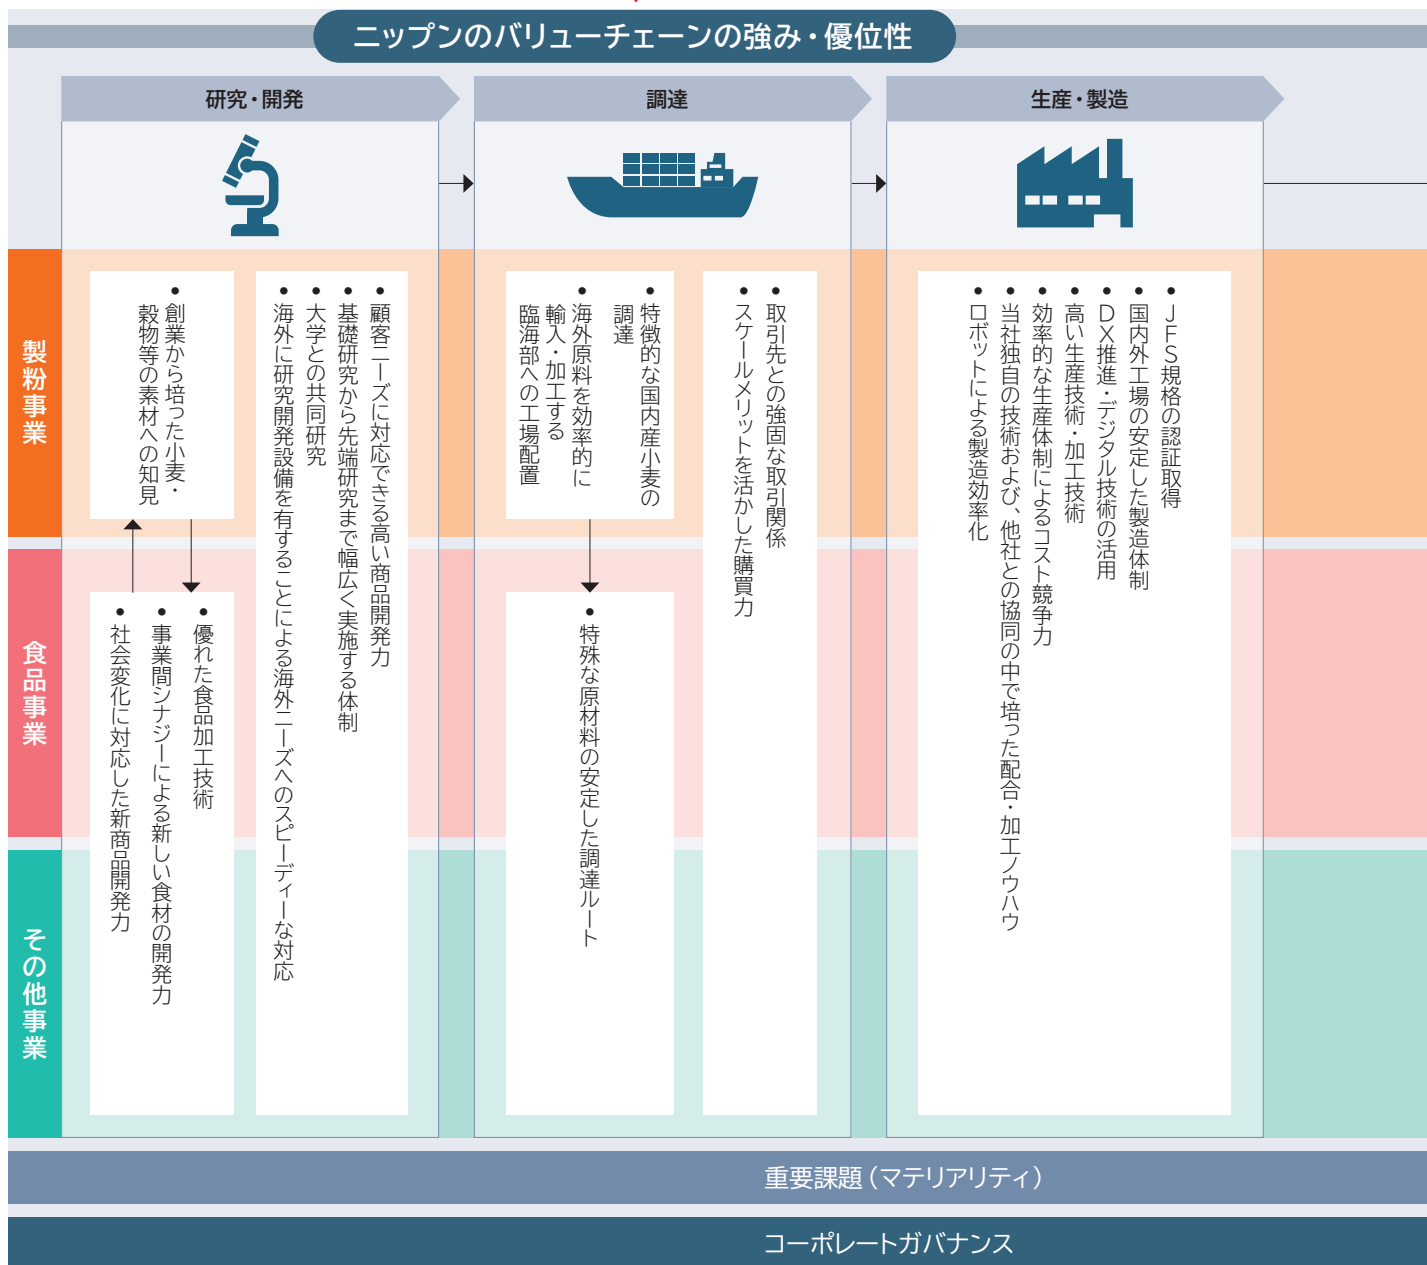 ニップンのバリューチェーンの強み・優位性
研究・開発
調達
生産・製造
製粉事業
食品事業
その他事業
• 創業から培った小麦・
穀物等の素材への知見
• 優れた食品加工技術
• 事業間シナジーによる新しい食材の開発力
• 社会変化に対応した新商品開発力
• 顧客ニーズに対応できる高い商品開発力
• 基礎研究から先端研究まで幅広く実施する体制
• 大学との共同研究
• 海外に研究開発設備を有することによる海外ニーズへのスピーディーな対応
• 特徴的な国内産小麦の
調達
• 海外原料を効率的に
輸入・加工する
臨海部への工場配置
• 特殊な原材料の安定した調達ルート
• 取引先との強固な取引関係
• スケールメリットを活かした購買力
• JFS規格の認証取得
• 国内外工場の安定した製造体制
• DX推進・デジタル技術の活用
• 高い生産技術・加工技術
• 効率的な生産体制によるコスト競争力
• 当社独自の技術および、他社との協同の中で培った配合・加工ノウハウ
• ロボットによる製造効率化
重要課題（マテリアリティ）
コーポレートガバナンス